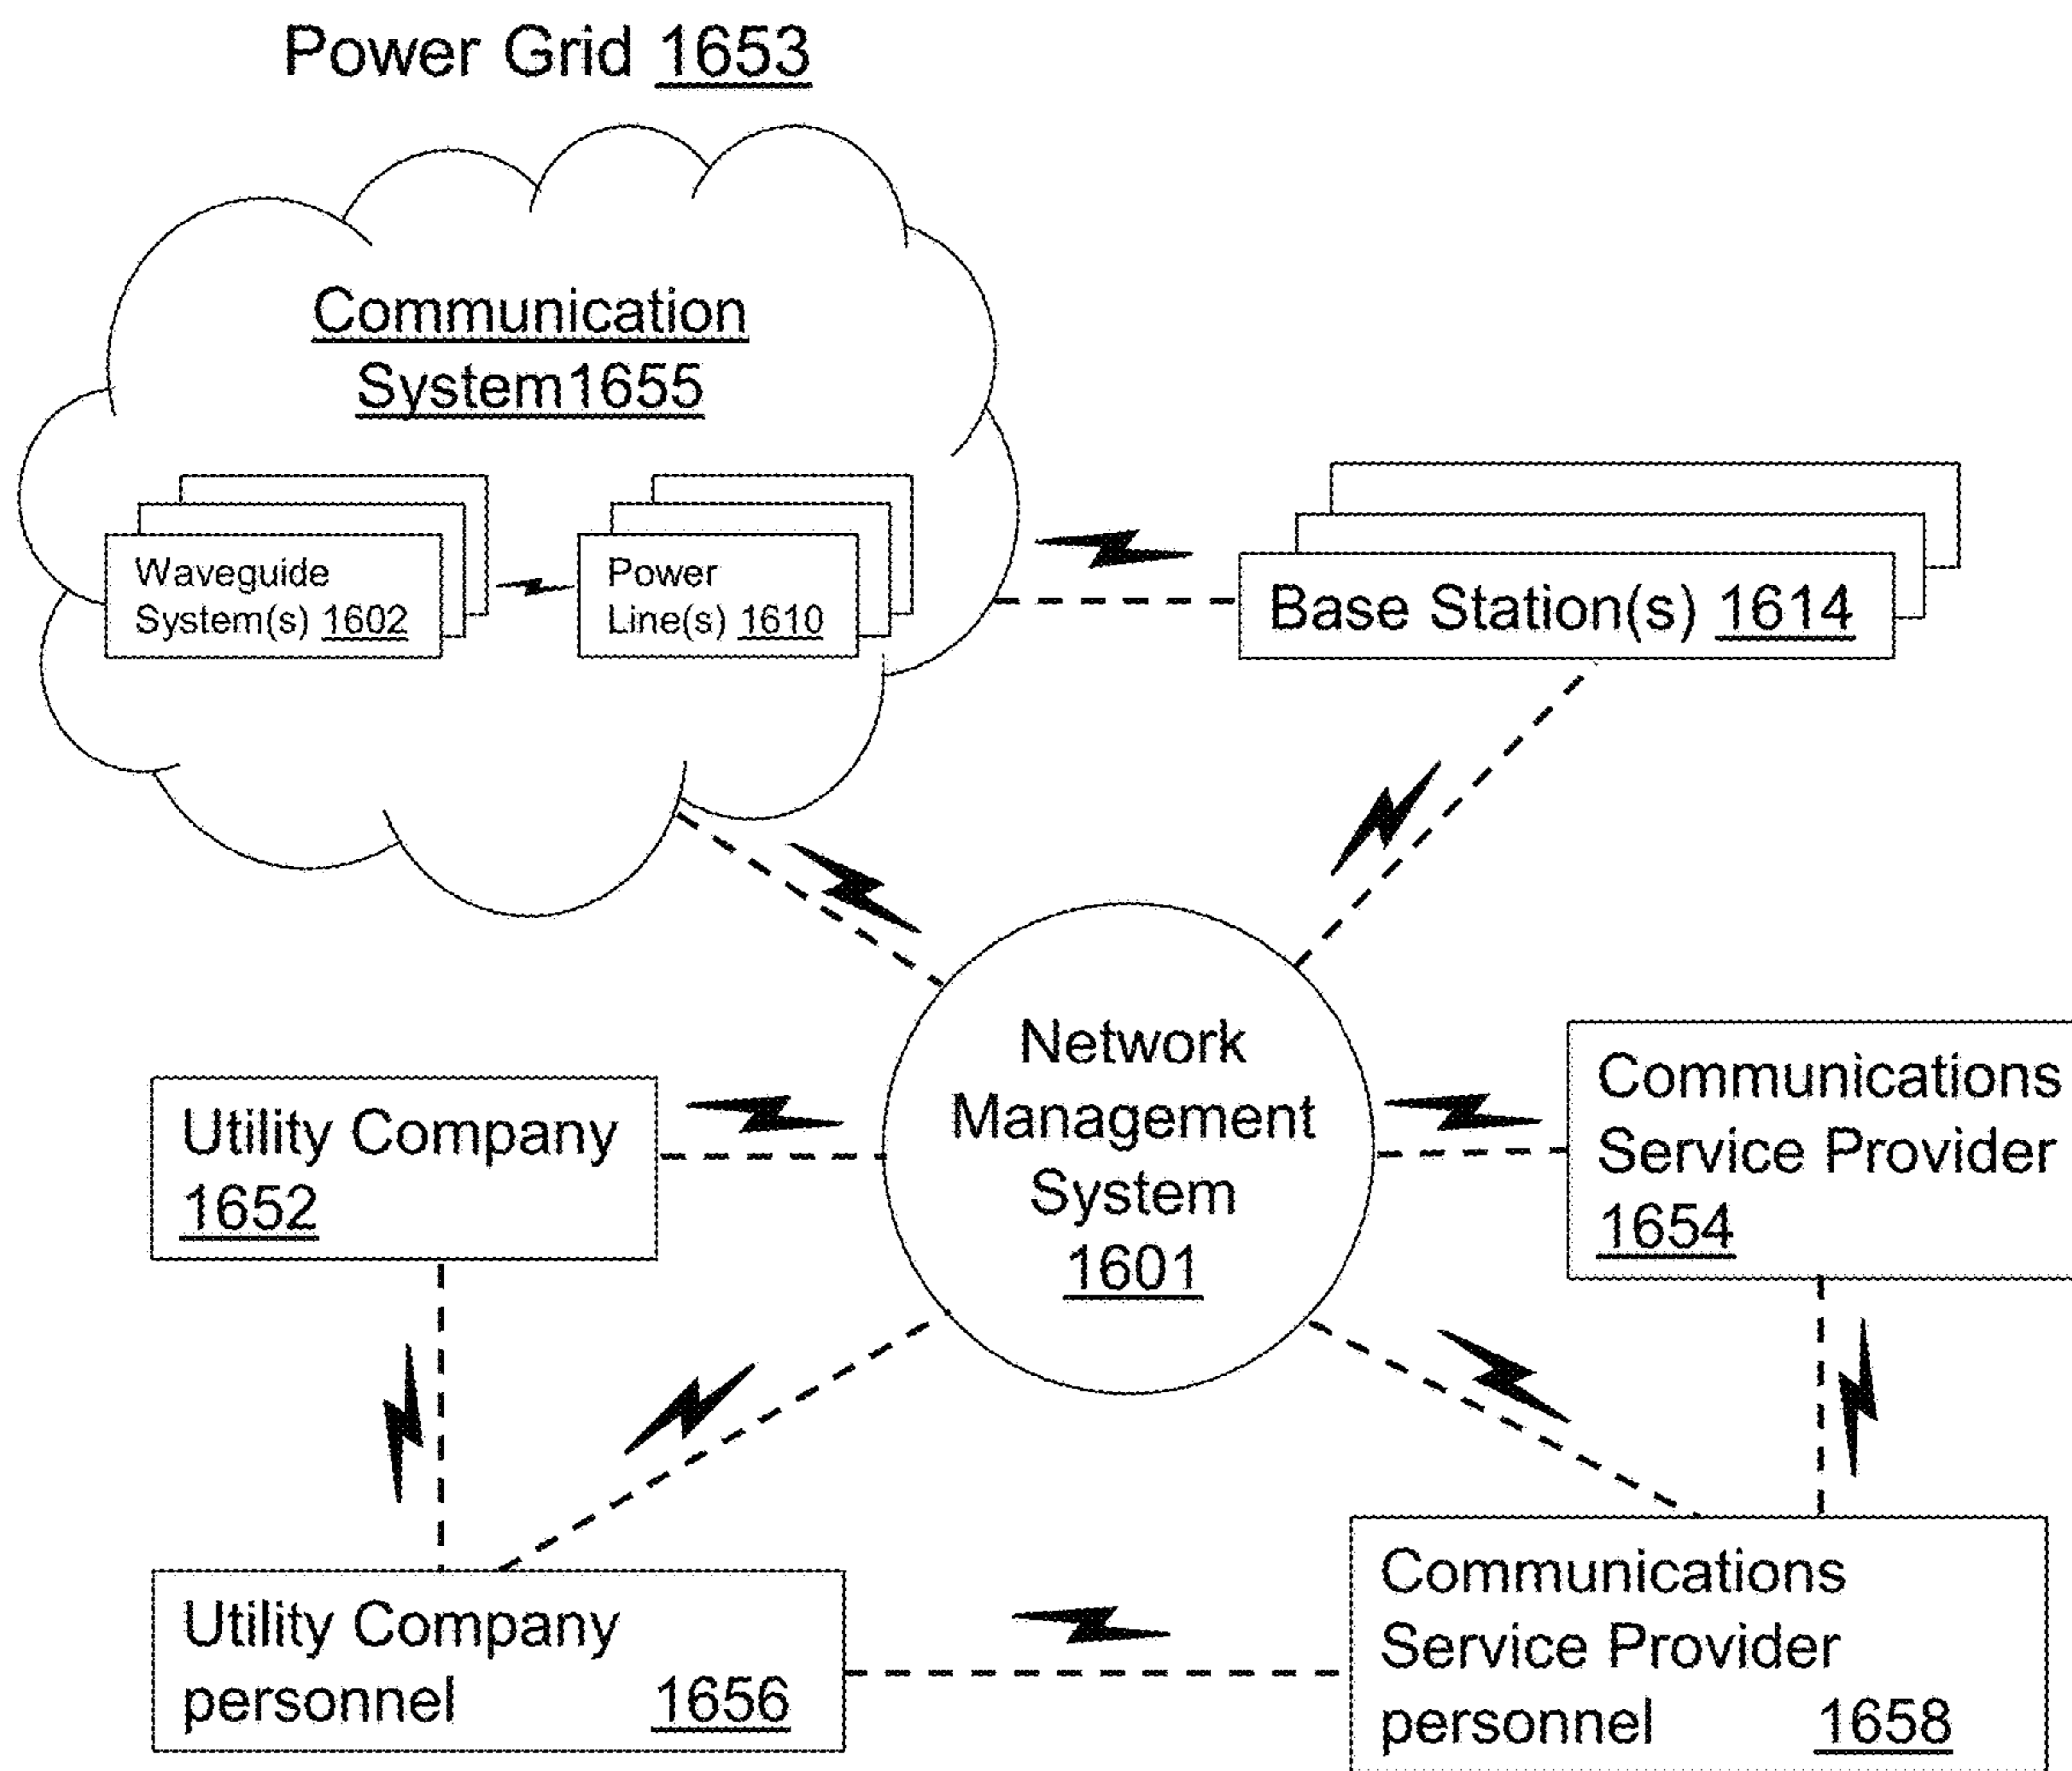 Power Grid 1653
Communication
System1655
Waveguide
System(s) 1602
Power
Line(s) 1610
Base Station(s) 1614
Network
Management
System
1601
Utility Company
1652
Communications
Service Provider
1654
Utility Company
personnel 1656
Communications
Service Provider
personnel 1658